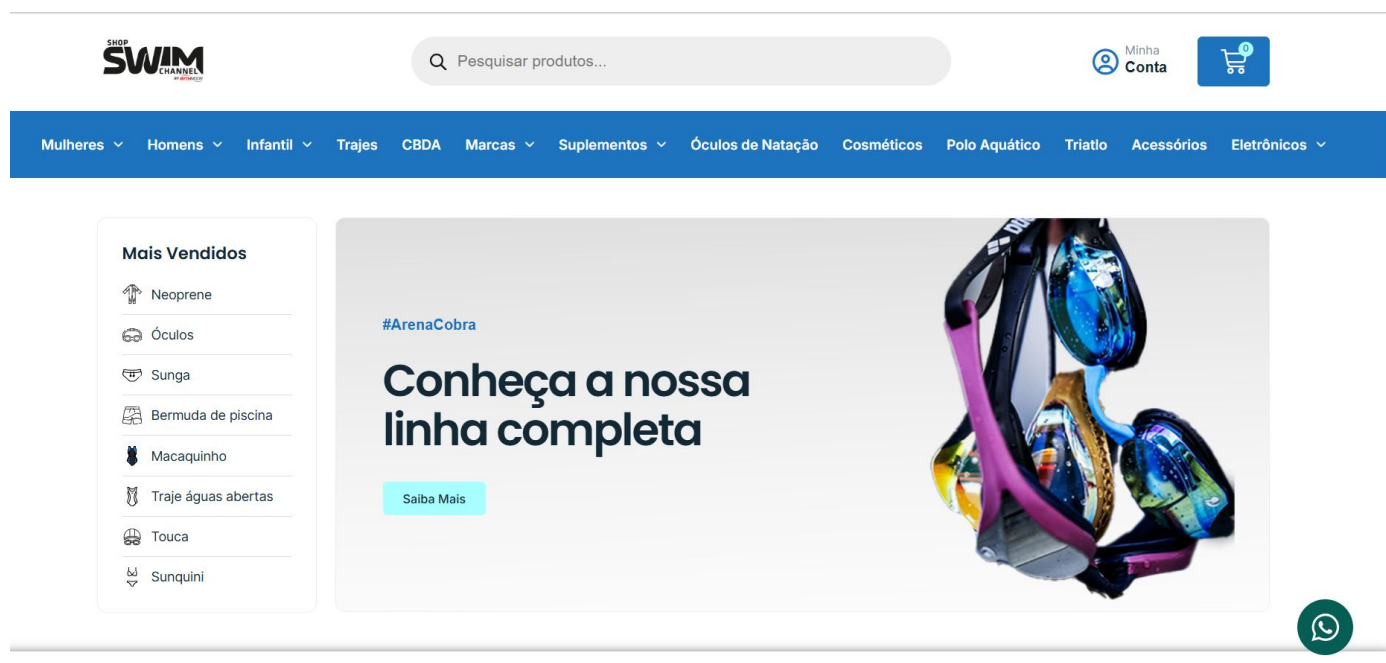 SHOP
SWIM
CHANNEL
Pesquisar produtos...
Minha
Conta
0
Mulheres Homens Infantil Trajes CBDA Marcas Suplementos Óculos de Natação Cosméticos Polo Aquático Triatlo Acessórios Eletrônicos
Mais Vendidos
Neoprene
Óculos
Sunga
Bermuda de piscina
Macaquinho
Traje águas abertas
Touca
Sunquini
#ArenaCobra
Conheça a nossa
linha completa
Saiba Mais